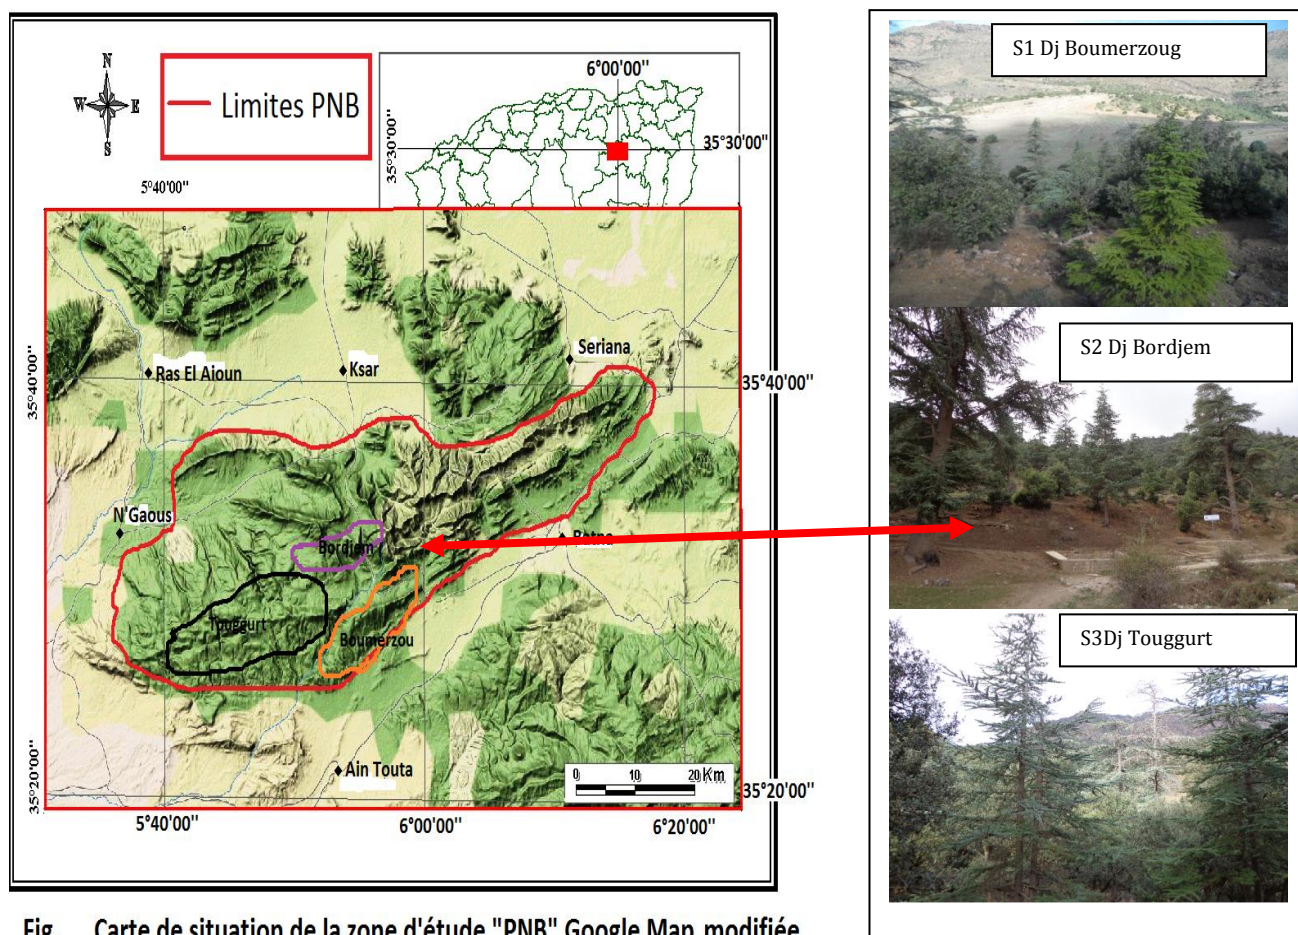 N
W E
S
Limites PNB
6°00'00"
35°30'00"
35°30'00"
5°40'00"
Seriana
Ras El Aioun
Ksar
35°40'00"
35°40'00"
N'Gaous
Bordjem
Batna
Touggurt
Boumerzou
Ain Touta
0 10 20 Km
35°20'00"
35°20'00"
5°40'00"
6°00'00"
6°20'00"
Fig Carte de situation de la zone d'étude "PNB" Google Map modifiée
S1 Dj Boumerzoug
S2 Dj Bordjem
S3Dj Touggurt